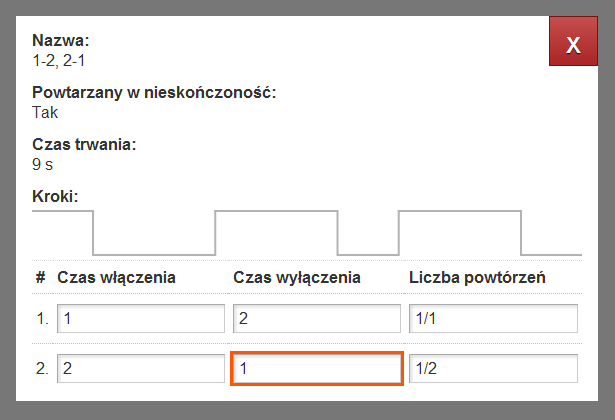 X
Nazwa:
1-2, 2-1
Powtarzany w nieskończoność:
Tak
Czas trwania:
9 s
Kroki:
# Czas włączenia Czas wyłączenia Liczba powtórzeń
1. 1 2 1/1
2. 2 1 1/2